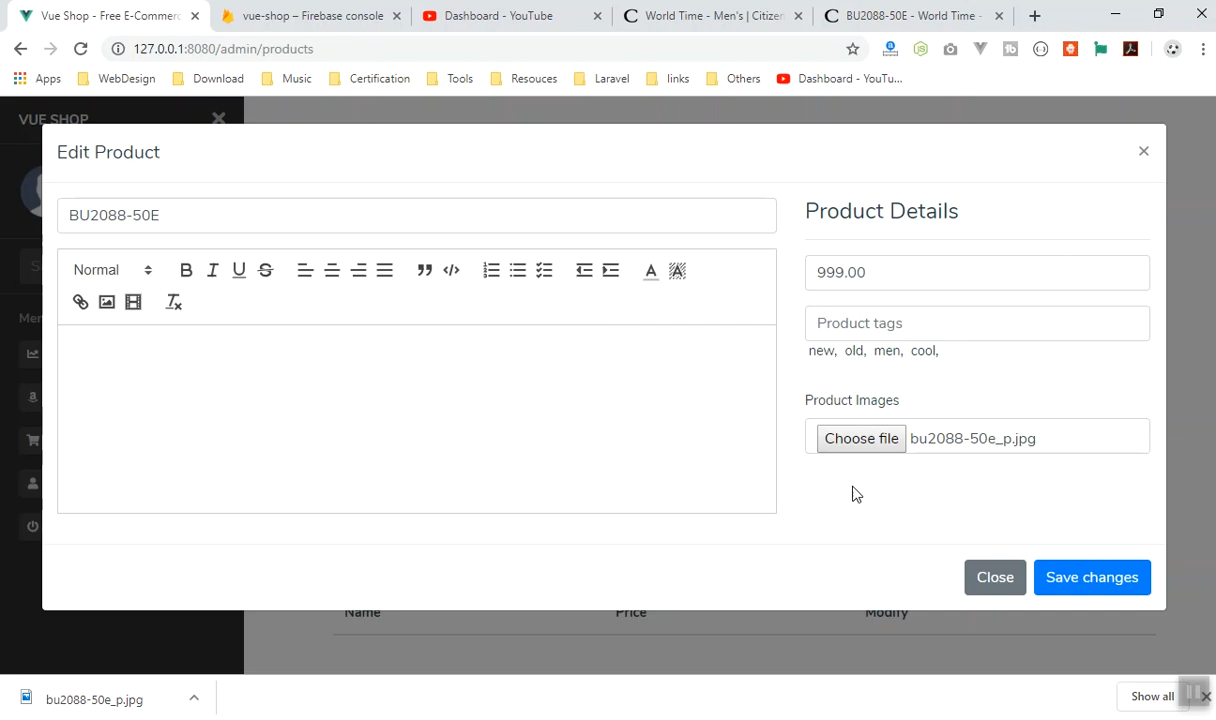 Vue Shop - Free E-Commerc
vue-shop – Firebase console
Dashboard - YouTube
World Time - Men's | Citizen
BU2088-50E - World Time -
127.0.0.1:8080/admin/products
Apps
WebDesign
Download
Music
Certification
Tools
Resouces
Laravel
links
Others
Dashboard - YouTu...
VUE SHOP
Edit Product
×
BU2088-50E
Product Details
Normal
999.00
Product tags
new, old, men, cool,
Product Images
Choose file bu2088-50e_p.jpg
Close
Save changes
Name
Price
Modify
bu2088-50e_p.jpg
Show all